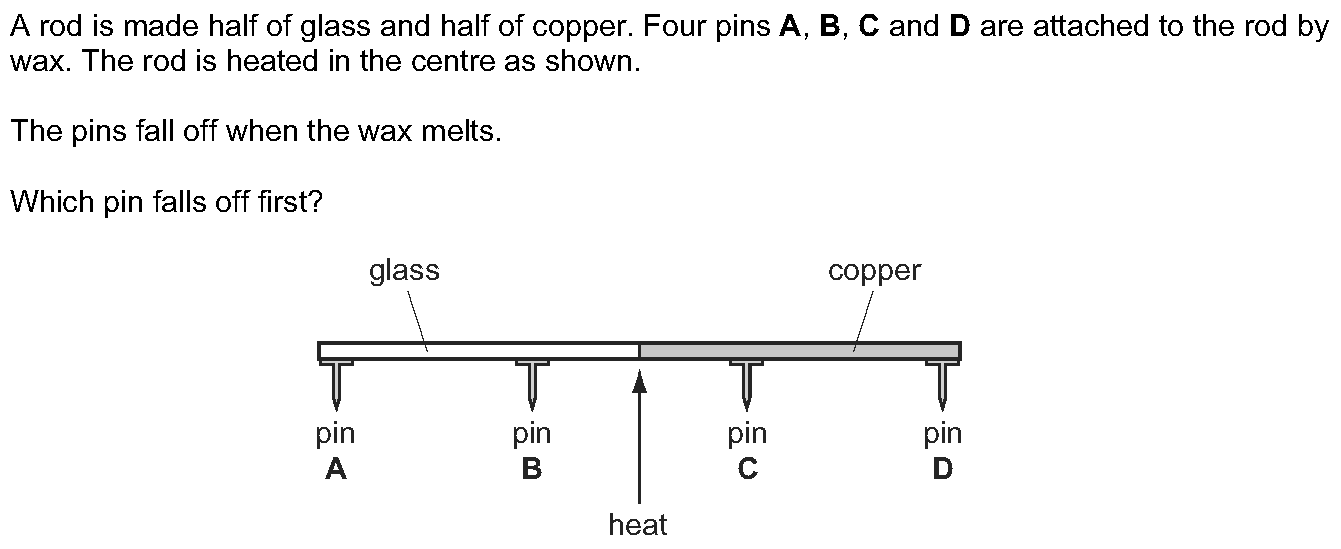 A rod is made half of glass and half of copper. Four pins A, B, C and D are attached to the rod by
wax. The rod is heated in the centre as shown.
The pins fall off when the wax melts.
Which pin falls off first?
glass
copper
pin
A
pin
B
pin
C
pin
D
heat